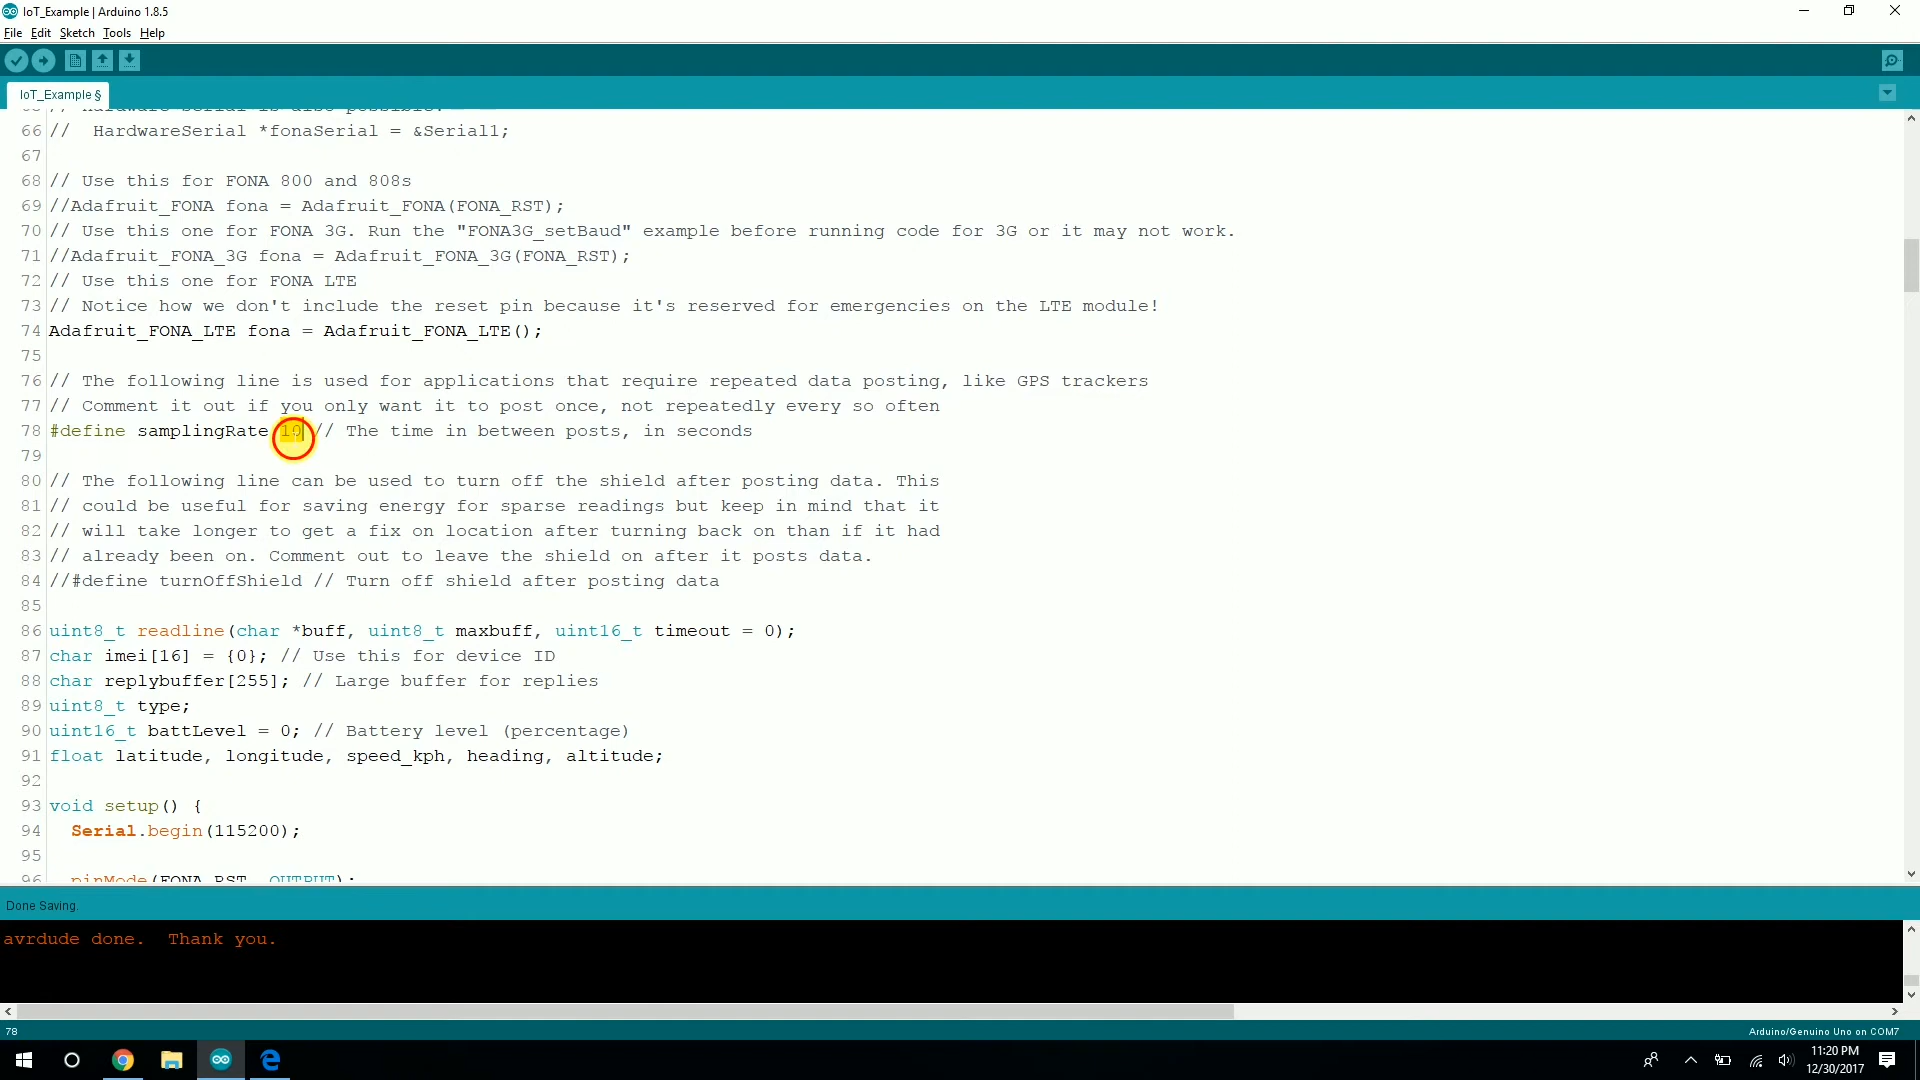 IoT_Example | Arduino 1.8.5
File Edit Sketch Tools Help
IoT_Example §
65 // Hardware serial is also possible!
66 //  HardwareSerial *fonaSerial = &Serial1;
67
68 // Use this for FONA 800 and 808s
69 //Adafruit_FONA fona = Adafruit_FONA(FONA_RST);
70 // Use this one for FONA 3G. Run the "FONA3G_setBaud" example before running code for 3G or it may not work.
71 //Adafruit_FONA_3G fona = Adafruit_FONA_3G(FONA_RST);
72 // Use this one for FONA LTE
73 // Notice how we don't include the reset pin because it's reserved for emergencies on the LTE module!
74 Adafruit_FONA_LTE fona = Adafruit_FONA_LTE();
75
76 // The following line is used for applications that require repeated data posting, like GPS trackers
77 // Comment it out if you only want it to post once, not repeatedly every so often
78 #define samplingRate 10 // The time in between posts, in seconds
79
80 // The following line can be used to turn off the shield after posting data. This
81 // could be useful for saving energy for sparse readings but keep in mind that it
82 // will take longer to get a fix on location after turning back on than if it had
83 // already been on. Comment out to leave the shield on after it posts data.
84 //#define turnOffShield // Turn off shield after posting data
85
86 uint8_t readline(char *buff, uint8_t maxbuff, uint16_t timeout = 0);
87 char imei[16] = {0}; // Use this for device ID
88 char replybuffer[255]; // Large buffer for replies
89 uint8_t type;
90 uint16_t battLevel = 0; // Battery level (percentage)
91 float latitude, longitude, speed_kph, heading, altitude;
92
93 void setup() {
94   Serial.begin(115200);
95
96   pinMode(FONA_RST, OUTPUT);
Done Saving.
avrdude done.  Thank you.
78
Arduino/Genuino Uno on COM7
11:20 PM
12/30/2017